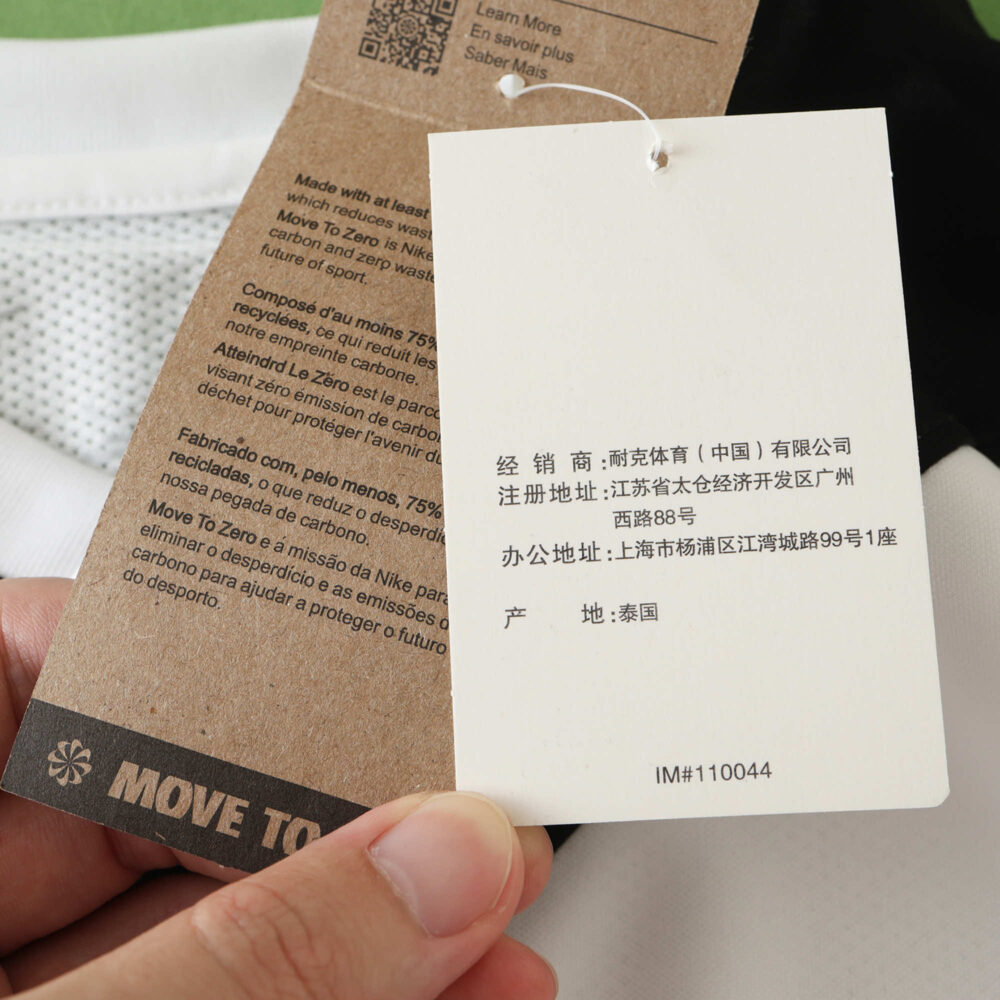 Learn More
En savoir plus
Saber Mais
Made with at least
which reduces
Move To Zero is Nike
carbon and zero waste
future of sport.
Composé d'au moins 75%
recyclées, ce qui réduit les
notre empreinte carbone.
Atteindrd Le Zéro est le
visant zéro émission de
déchet pour protéger l'avenir
Fabricado com, pelo menos, 75%
recicladas, o que reduz o
nossa pegada de carbono.
Move To Zero e á missão da Nike
eliminar o desperdício e as emissões
carbono para ajudar a proteger o futuro
do desporto.
MOVE TO
经销商:耐克体育(中国)有限公司
注册地址:江苏省太仓经济开发区广州
西路88号
办公地址:上海市杨浦区江湾城路99号1座
产地:泰国
IM#110044